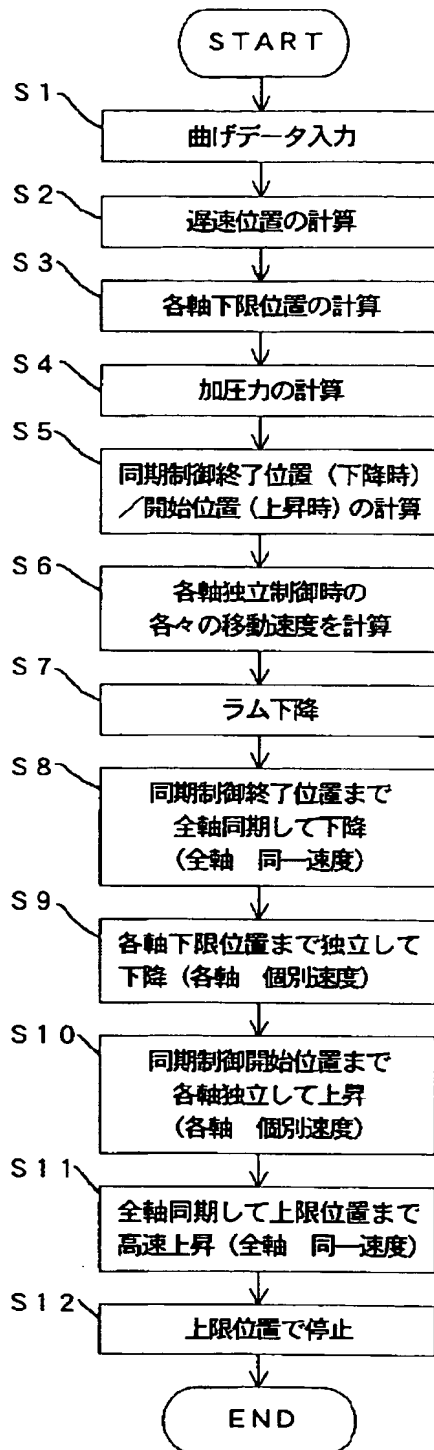 START
S1
曲げデータ入力
S2
遅速位置の計算
S3
各軸下限位置の計算
S4
加圧力の計算
S5
同期制御終了位置（下降時）
／開始位置（上昇時）の計算
S6
各軸独立制御時の
各々の移動速度を計算
S7
ラム下降
S8
同期制御終了位置まで
全軸同期して下降
（全軸　同一速度）
S9
各軸下限位置まで独立して
下降（各軸　個別速度）
S10
同期制御開始位置まで
各軸独立して上昇
（各軸　個別速度）
S11
全軸同期して上限位置まで
高速上昇（全軸　同一速度）
S12
上限位置で停止
END